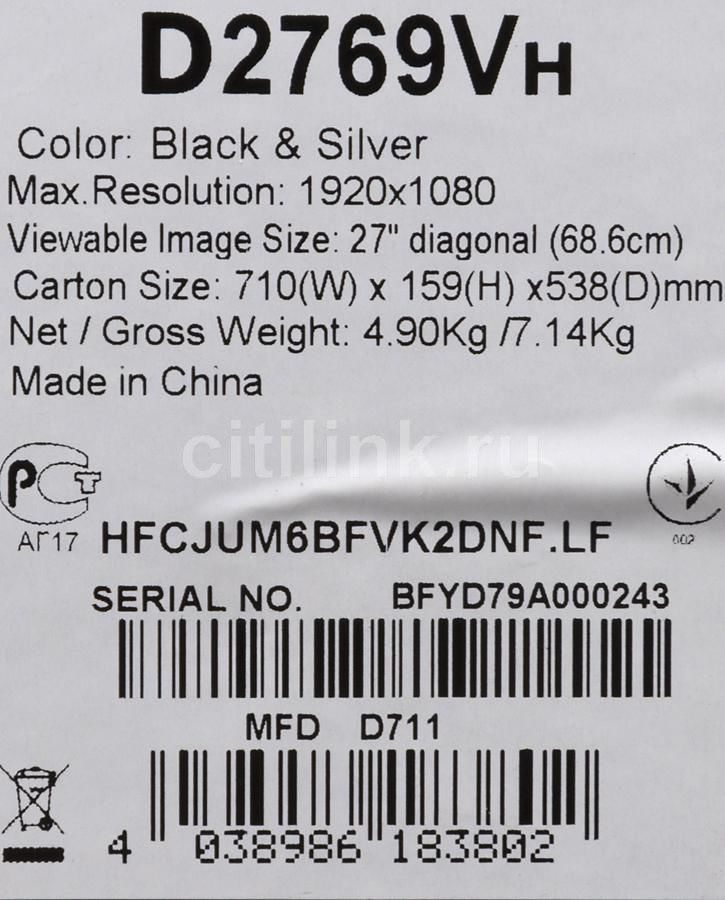 D2769VH
Color: Black & Silver
Max.Resolution: 1920x1080
Viewable Image Size: 27" diagonal (68.6cm)
Carton Size: 710(W) x 159(H) x538(D)mm
Net / Gross Weight: 4.90Kg /7.14Kg
Made in China
citilink.ru
РСТ
АГ17 HFCJUM6BFVK2DNF.LF 002
SERIAL NO. BFYD79A000243
MFD D711
4 038986 183802